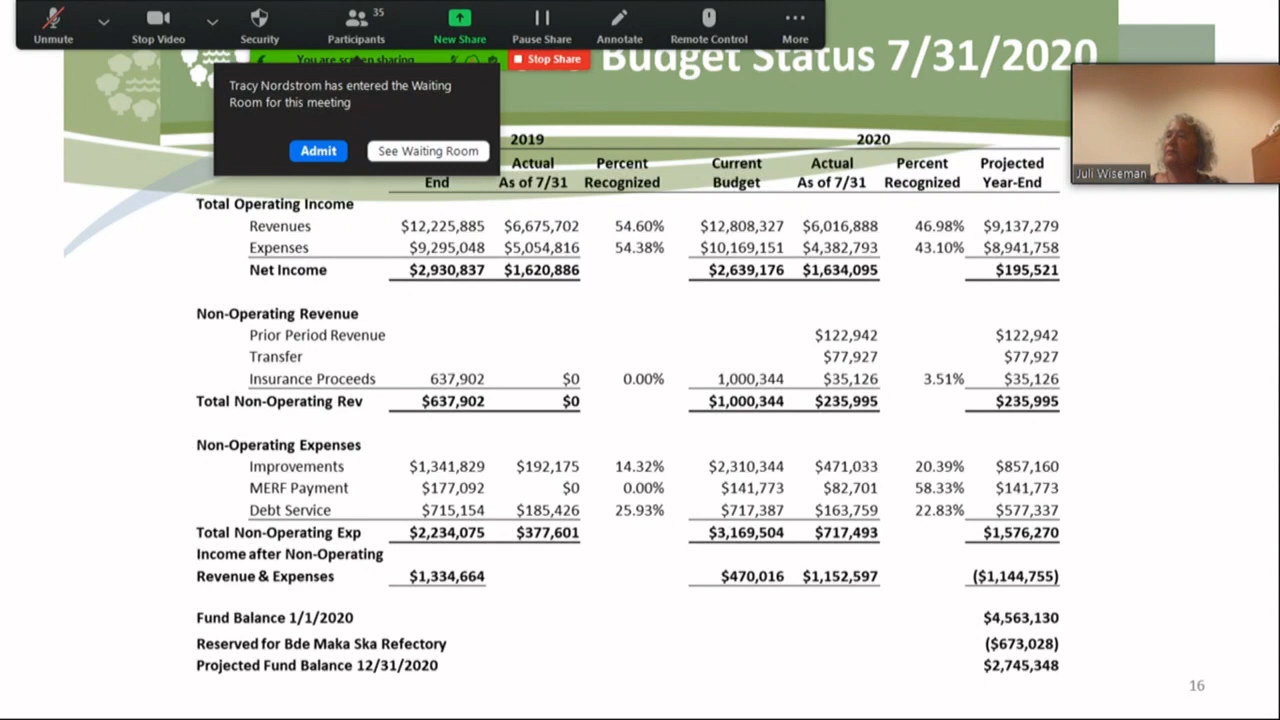 35
Unmute Stop Video Security Participants New Share Pause Share Annotate Remote Control More
You are screen sharing Stop Share
Budget Status 7/31/2020
Tracy Nordstrom has entered the Waiting
Room for this meeting
Admit See Waiting Room
Juli Wiseman
2019 2020
Actual Percent Current Actual Percent Projected
End As of 7/31 Recognized Budget As of 7/31 Recognized Year-End
Total Operating Income
Revenues $12,225,885 $6,675,702 54.60% $12,808,327 $6,016,888 46.98% $9,137,279
Expenses $9,295,048 $5,054,816 54.38% $10,169,151 $4,382,793 43.10% $8,941,758
Net Income $2,930,837 $1,620,886 $2,639,176 $1,634,095 $195,521
Non-Operating Revenue
Prior Period Revenue $122,942 $122,942
Transfer $77,927 $77,927
Insurance Proceeds 637,902 $0 0.00% 1,000,344 $35,126 3.51% $35,126
Total Non-Operating Rev $637,902 $0 $1,000,344 $235,995 $235,995
Non-Operating Expenses
Improvements $1,341,829 $192,175 14.32% $2,310,344 $471,033 20.39% $857,160
MERF Payment $177,092 $0 0.00% $141,773 $82,701 58.33% $141,773
Debt Service $715,154 $185,426 25.93% $717,387 $163,759 22.83% $577,337
Total Non-Operating Exp $2,234,075 $377,601 $3,169,504 $717,493 $1,576,270
Income after Non-Operating
Revenue & Expenses $1,334,664 $470,016 $1,152,597 ($1,144,755)
Fund Balance 1/1/2020 $4,563,130
Reserved for Bde Maka Ska Refectory ($673,028)
Projected Fund Balance 12/31/2020 $2,745,348
16